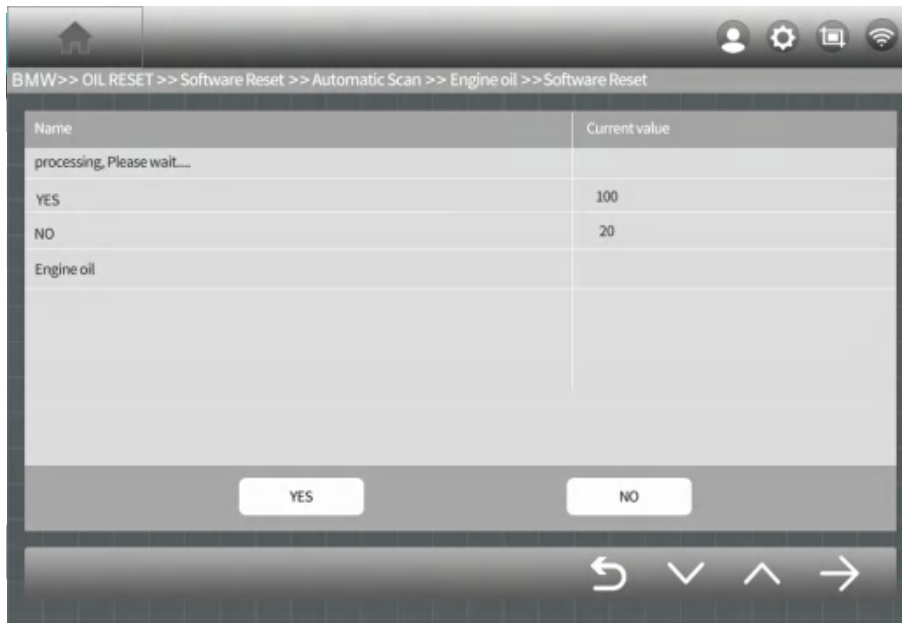 BMW>> OIL RESET >> Software Reset >> Automatic Scan >> Engine oil >>Software Reset
Name Current value
processing, Please wait.....
YES 100
NO 20
Engine oil
YES NO